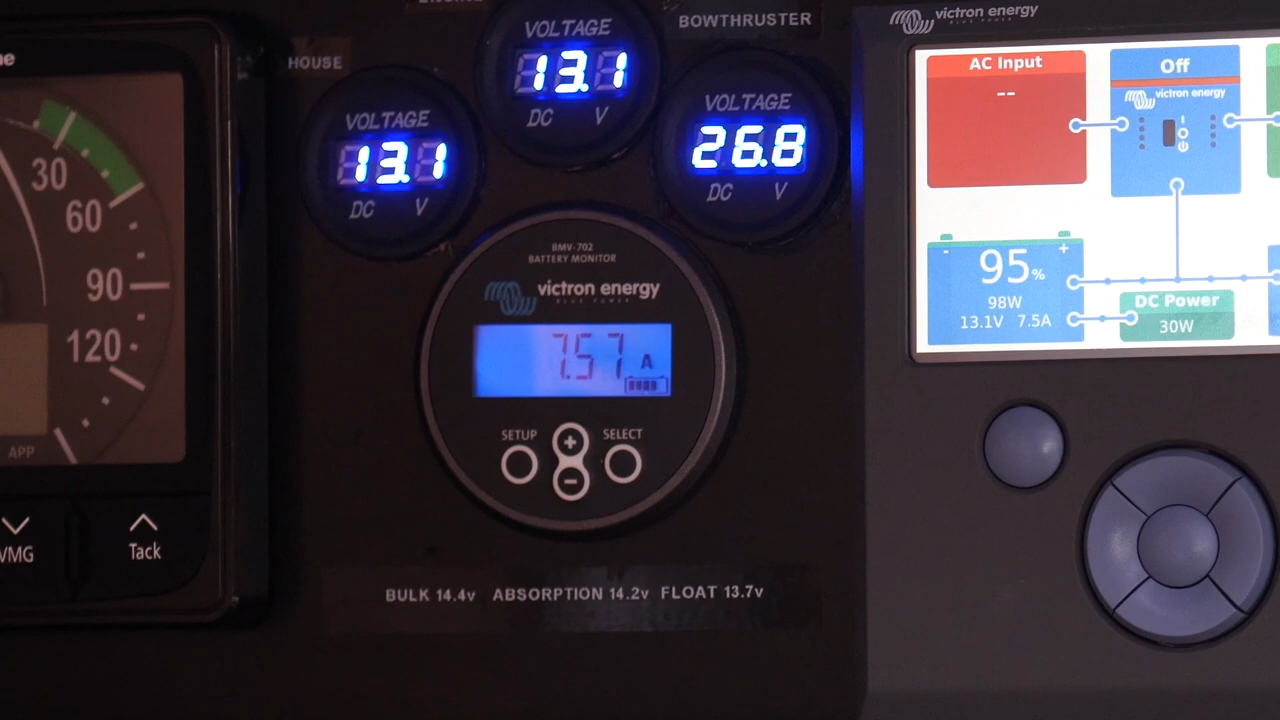 30
60
90
120
APP
VMG
Tack
HOUSE
VOLTAGE
13.1
DC V
VOLTAGE
13.1
DC V
BOWTHRUSTER
VOLTAGE
26.8
DC V
BMV-702
BATTERY MONITOR
victron energy
BLUE POWER
7.57 A
SETUP
SELECT
+
-
BULK 14.4v ABSORPTION 14.2v FLOAT 13.7v
victron energy
BLUE POWER
AC Input
--
Off
victron energy
- +
95%
98W
13.1V 7.5A
DC Power
30W